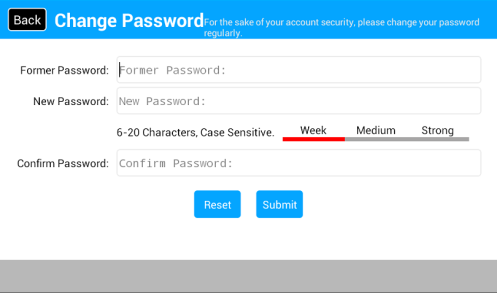 Back Change Password For the sake of your account security, please change your password
regularly.
Former Password: Former Password:
New Password: New Password:
6-20 Characters, Case Sensitive. Week Medium Strong
Confirm Password: Confirm Password:
Reset Submit